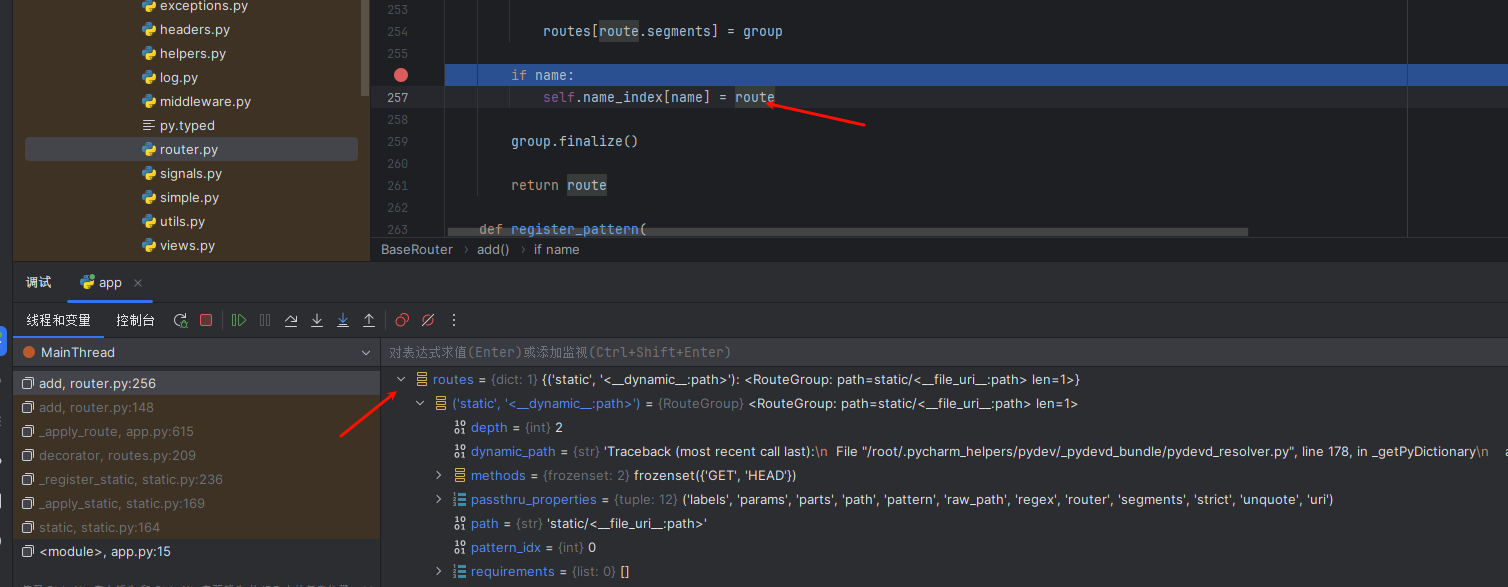 exceptions.py
headers.py
helpers.py
log.py
middleware.py
py.typed
router.py
signals.py
simple.py
utils.py
views.py
253
254 routes[route.segments] = group
255
if name:
257 self.name_index[name] = route
258
259 group.finalize()
260
261 return route
262
263 def register_pattern(
BaseRouter › add() › if name
调试 app ×
线程和变量 控制台
MainThread
对表达式求值(Enter)或添加监视(Ctrl+Shift+Enter)
add, router.py:256
add, router.py:148
_apply_route, app.py:615
decorator, routes.py:209
_register_static, static.py:236
_apply_static, static.py:169
static, static.py:164
<module>, app.py:15
routes = {dict: 1} {('static', '<__dynamic__:path>'): <RouteGroup: path=static/<__file_uri__:path> len=1>}
('static', '<__dynamic__:path>') = {RouteGroup} <RouteGroup: path=static/<__file_uri__:path> len=1>
depth = {int} 2
dynamic_path = {str} 'Traceback (most recent call last):\n File "/root/.pycharm_helpers/pydev/_pydevd_bundle/pydevd_resolver.py", line 178, in _getPyDictionary\n
methods = {frozenset: 2} frozenset({'GET', 'HEAD'})
passthru_properties = {tuple: 12} ('labels', 'params', 'parts', 'path', 'pattern', 'raw_path', 'regex', 'router', 'segments', 'strict', 'unquote', 'uri')
path = {str} 'static/<__file_uri__:path>'
pattern_idx = {int} 0
requirements = {list: 0} []